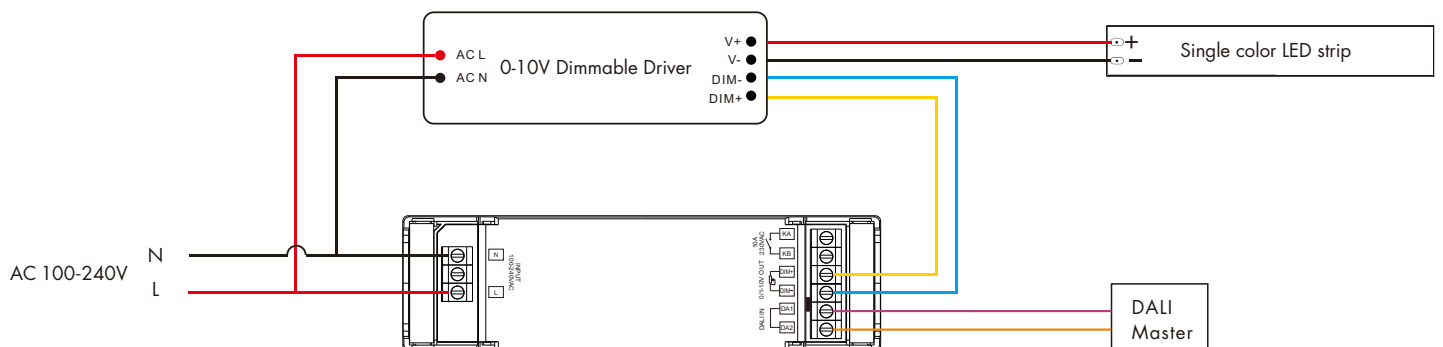 AC L
AC N
0-10V Dimmable Driver
V+
V-
DIM-
DIM+
+
-
Single color LED strip
AC 100-240V
N
L
N
L
INPUT
100-240VAC
10A
230VAC
KA
KB
0/1-10V OUT
DIM+
DIM-
DALI IN
DA1
DA2
DALI
Master